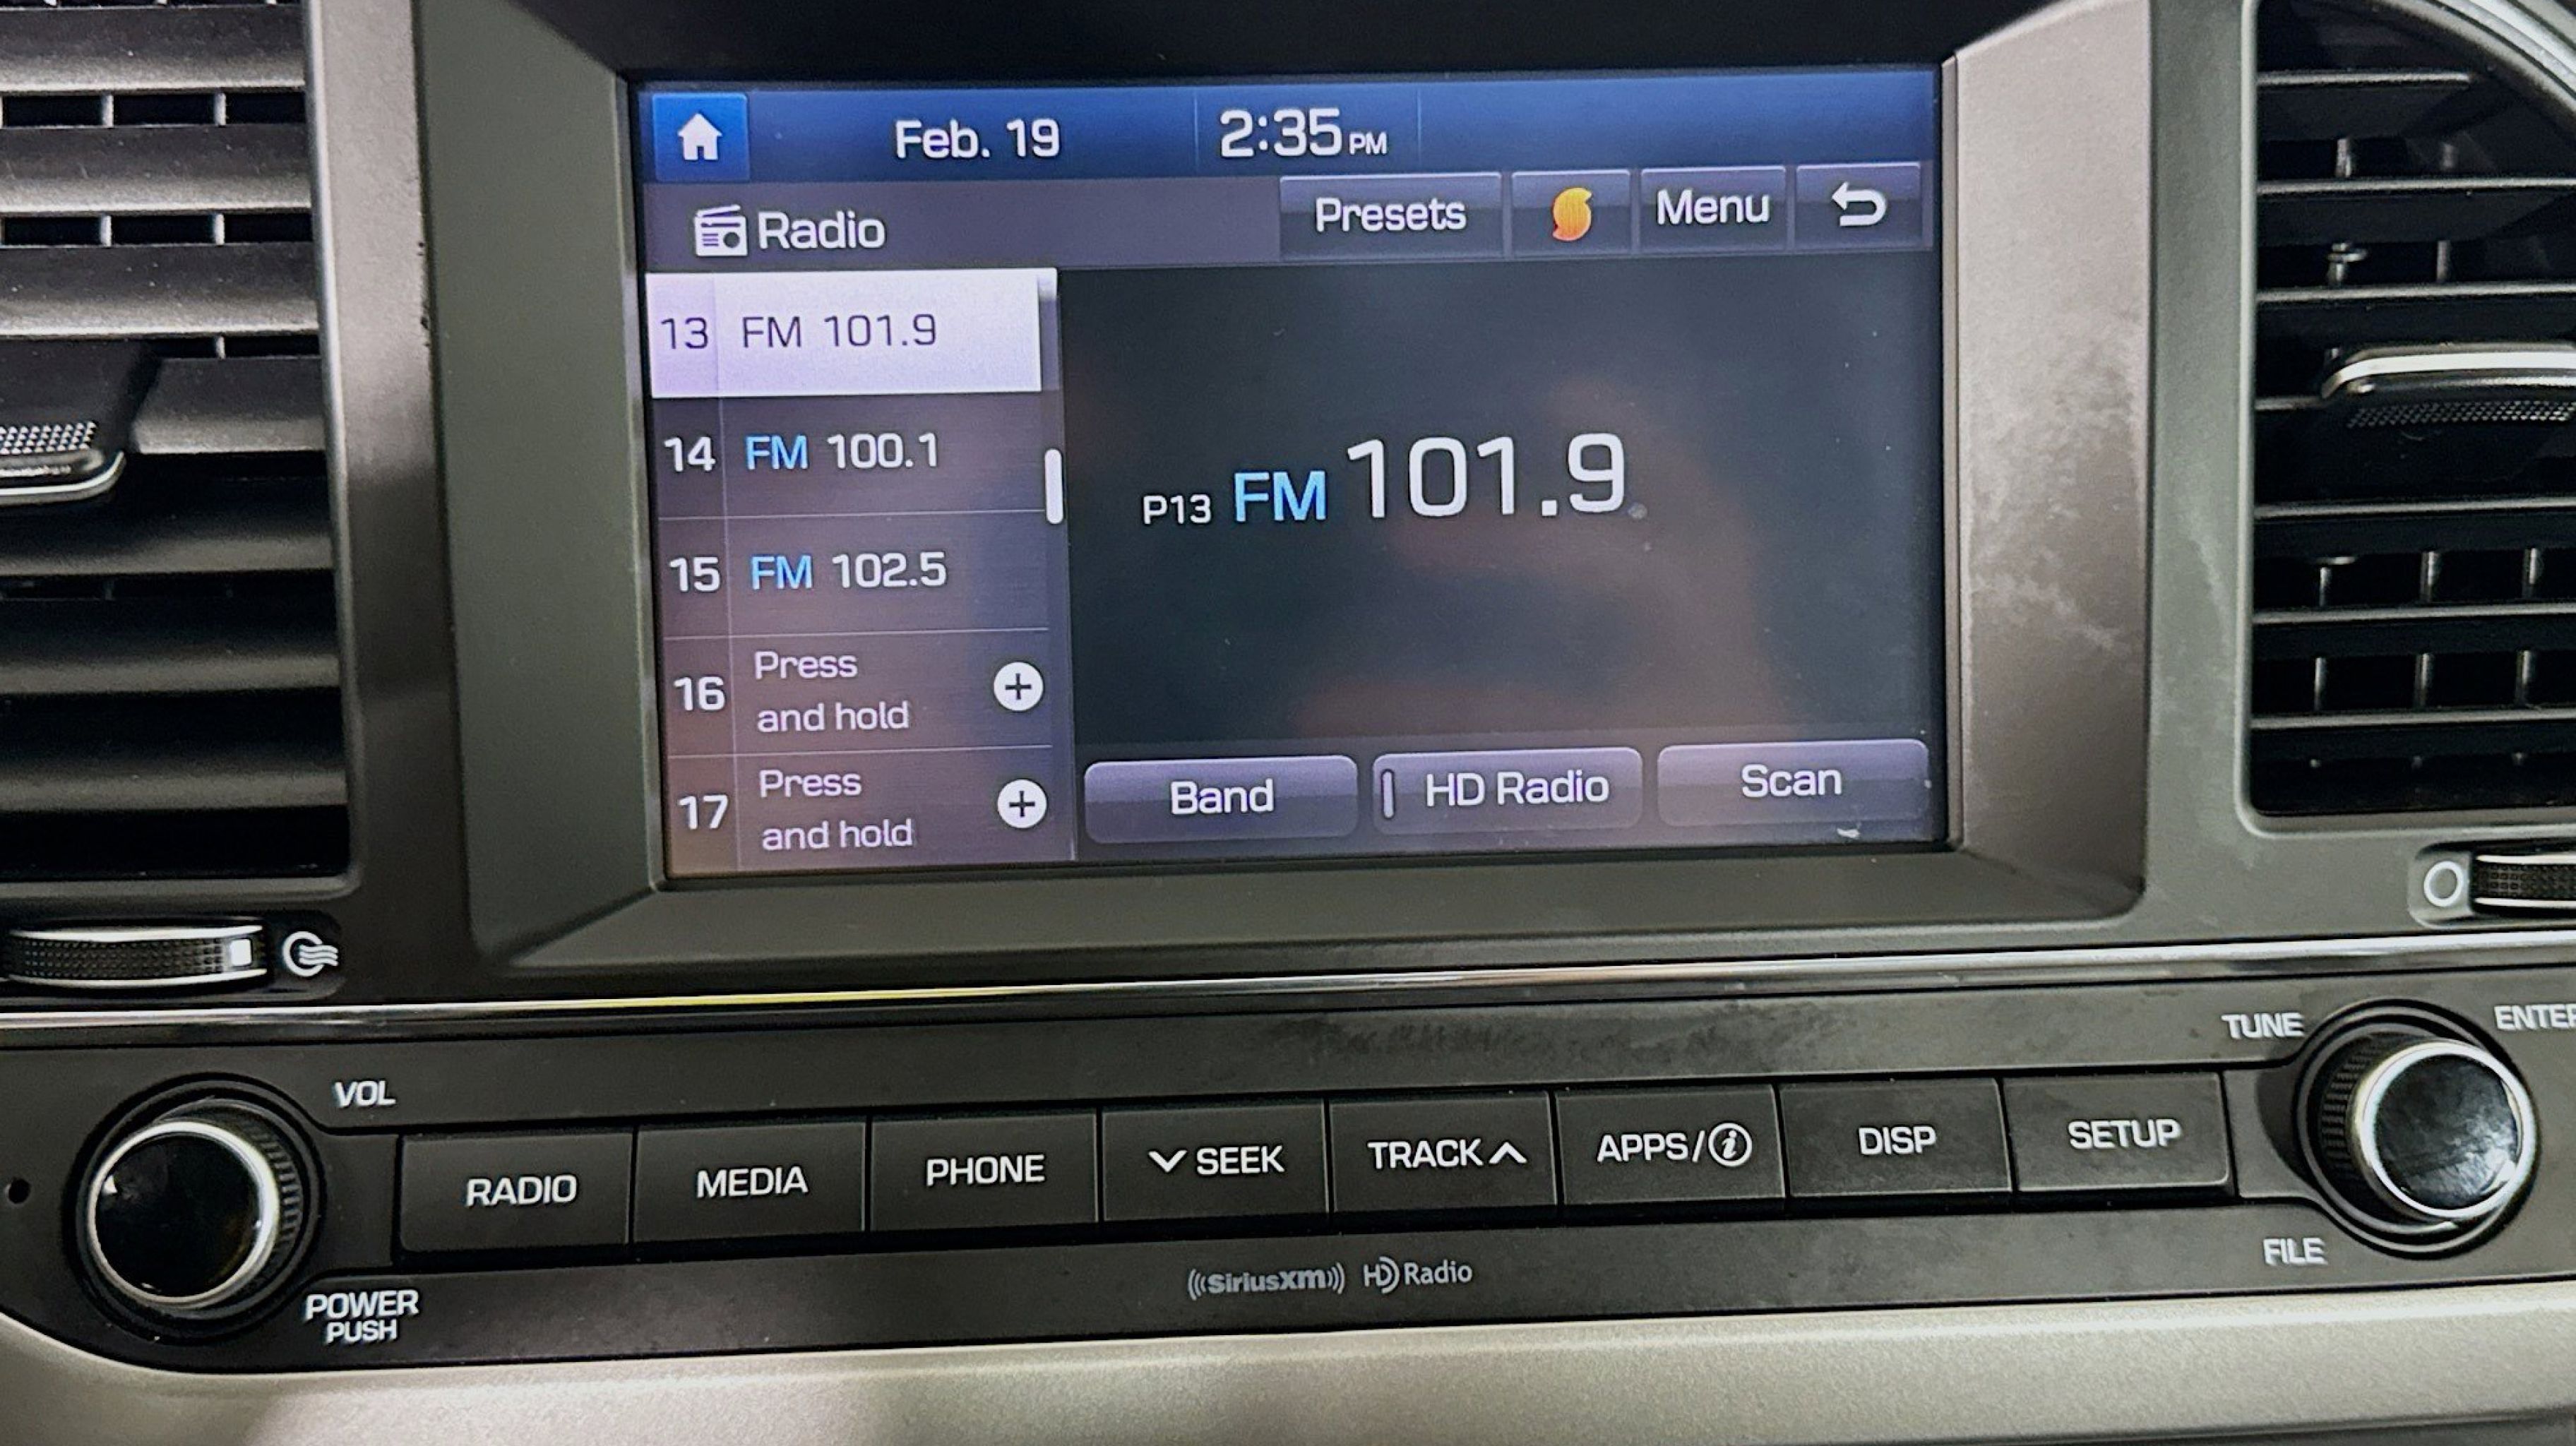 Feb. 19 2:35 PM
Radio Presets Menu
13 FM 101.9
14 FM 100.1
15 FM 102.5
16 Press
and hold
17 Press
and hold
P13 FM 101.9
Band HD Radio Scan
VOL
POWER
PUSH
RADIO MEDIA PHONE SEEK TRACK APPS/i DISP SETUP
TUNE ENTER
FILE
((SiriusXM)) HD Radio